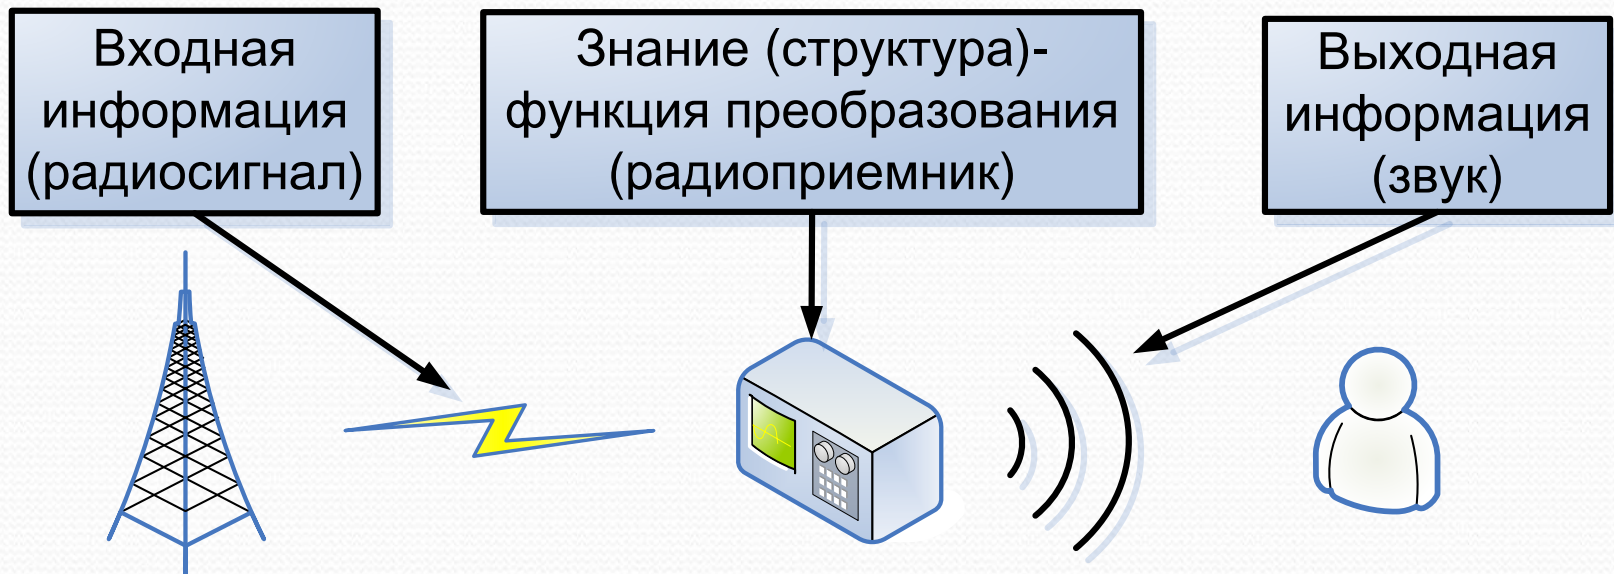 Входная
информация
(радиосигнал)
Знание (структура)-
функция преобразования
(радиоприемник)
Выходная
информация
(звук)